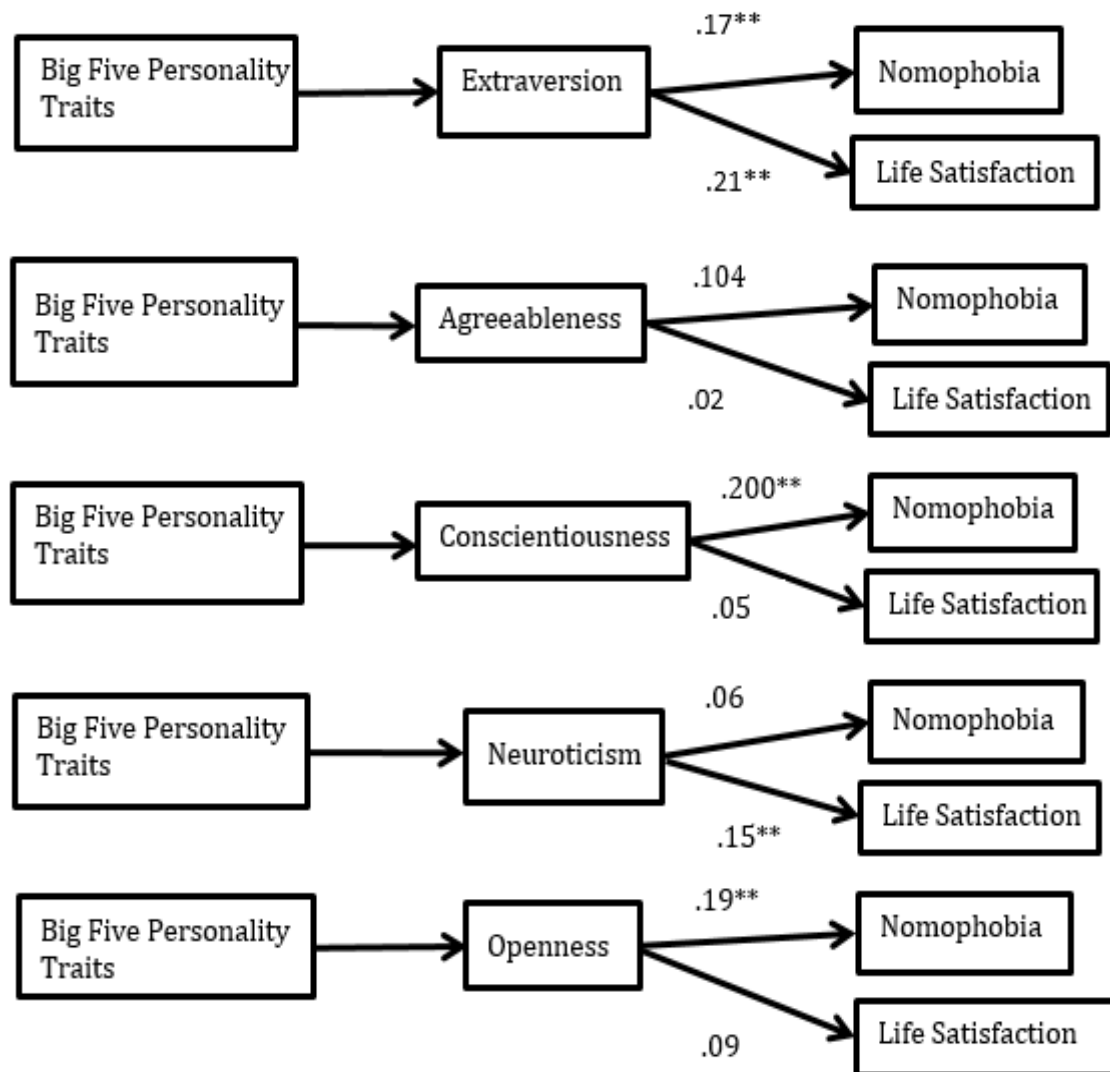 .17**
Big Five Personality
Traits
Extraversion
Nomophobia
Life Satisfaction
.21**
.104
Big Five Personality
Traits
Agreeableness
Nomophobia
Life Satisfaction
.02
.200**
Big Five Personality
Traits
Conscientiousness
Nomophobia
Life Satisfaction
.05
.06
Big Five Personality
Traits
Neuroticism
Nomophobia
Life Satisfaction
.15**
.19**
Big Five Personality
Traits
Openness
Nomophobia
Life Satisfaction
.09